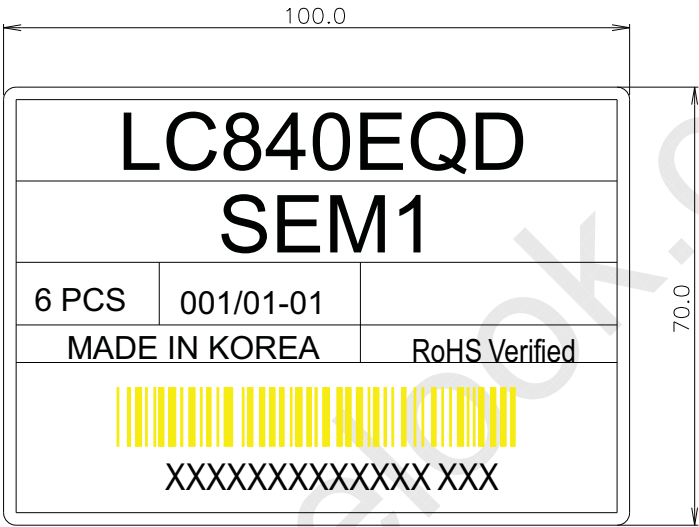 100.0
LC840EQD
SEM1
6 PCS 001/01-01
MADE IN KOREA RoHS Verified
XXXXXXXXXXXXX XXX
70.0